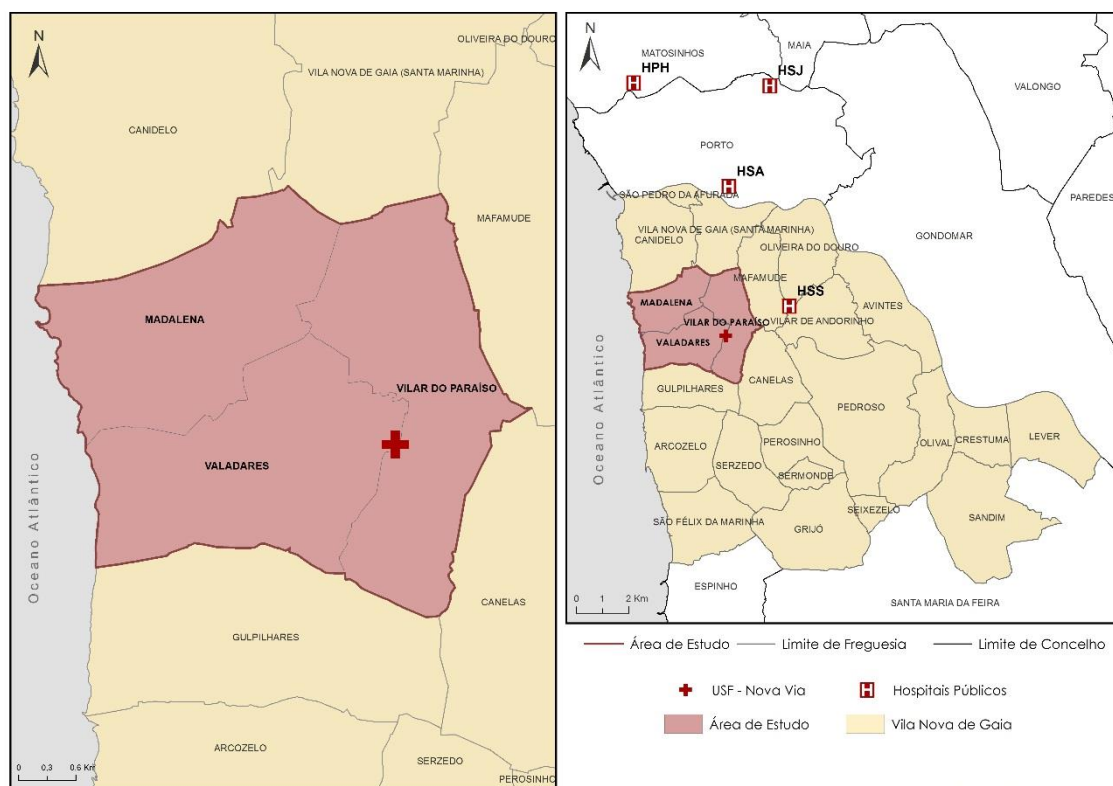 N
OLIVEIRA DO DOURO
VILA NOVA DE GAIA (SANTA MARINHA)
CANIDELO
MAFAMUDE
MADALENA
VILAR DO PARAÍSO
VALADARES
Oceano Atlântico
CANELAS
GULPILHARES
ARCOZELO
SERZEDO
PEROSINHO
0 0,3 0.6 Km
N
MATOSINHOS
MAIA
HPH
HSJ
VALONGO
PORTO
HSA
PAREDES
SÃO PEDRO DA AFURADA
GONDOMAR
VILA NOVA DE GAIA (SANTA MARINHA)
CANIDELO
OLIVEIRA DO DOURO
MAFAMUDE
HSS
MADALENA
AVINTES
VILAR DO PARAÍSO
VILAR DE ANDORINHO
VALADARES
GULPILHARES
CANELAS
PEDROSO
Oceano Atlântico
ARCOZELO
PEROSINHO
OLIVAL
CRESTUMA
LEVER
SERZEDO
SERMONDE
SEIXEZELO
SANDIM
SÃO FÉLIX DA MARINHA
GRIJÓ
ESPINHO
0 1 2 Km
SANTA MARIA DA FEIRA
Área de Estudo Limite de Freguesia Limite de Concelho
USF - Nova Via H Hospitais Públicos
Área de Estudo Vila Nova de Gaia